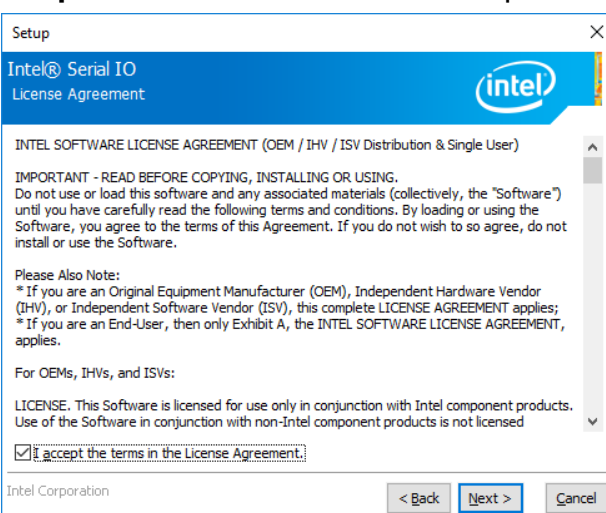 Setup
Intel® Serial IO
License Agreement
intel
INTEL SOFTWARE LICENSE AGREEMENT (OEM / IHV / ISV Distribution & Single User)
IMPORTANT - READ BEFORE COPYING, INSTALLING OR USING.
Do not use or load this software and any associated materials (collectively, the "Software")
until you have carefully read the following terms and conditions. By loading or using the
Software, you agree to the terms of this Agreement. If you do not wish to so agree, do not
install or use the Software.
Please Also Note:
* If you are an Original Equipment Manufacturer (OEM), Independent Hardware Vendor
(IHV), or Independent Software Vendor (ISV), this complete LICENSE AGREEMENT applies;
* If you are an End-User, then only Exhibit A, the INTEL SOFTWARE LICENSE AGREEMENT,
applies.
For OEMs, IHVs, and ISVs:
LICENSE. This Software is licensed for use only in conjunction with Intel component products.
Use of the Software in conjunction with non-Intel component products is not licensed
I accept the terms in the License Agreement.
Intel Corporation
< Back Next > Cancel